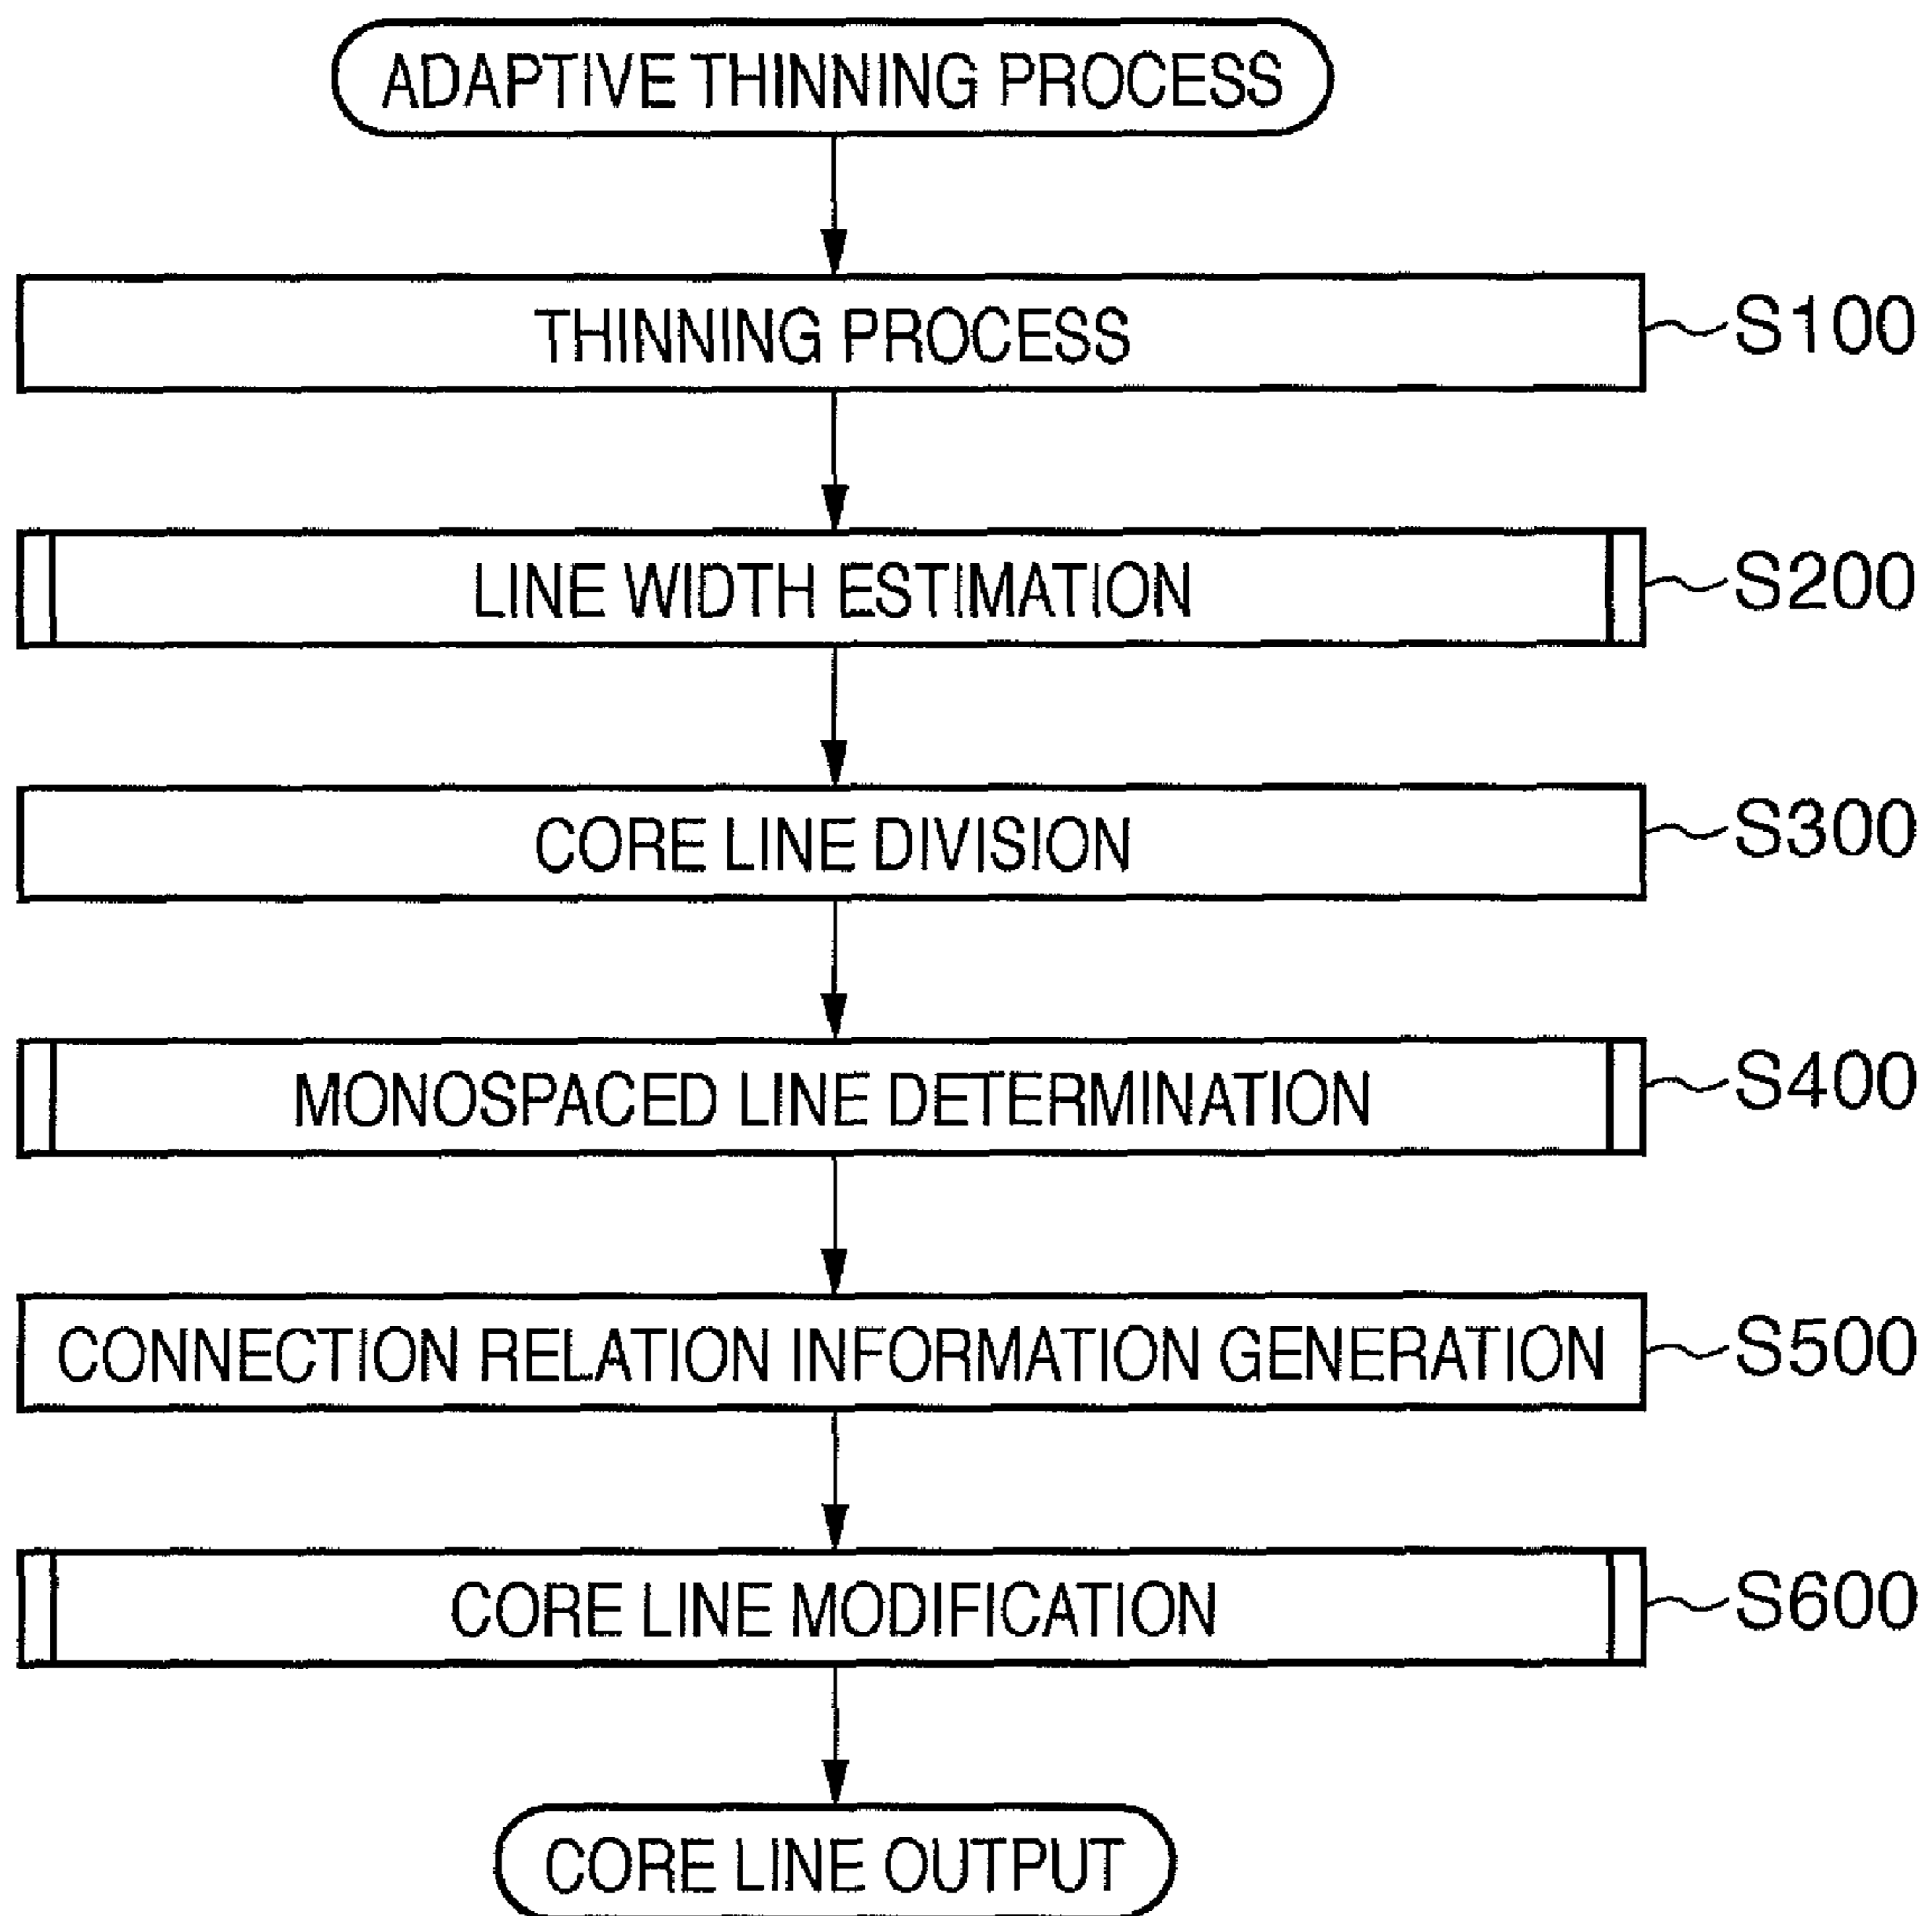 ADAPTIVE THINNING PROCESS
THINNING PROCESS
S100
LINE WIDTH ESTIMATION
S200
CORE LINE DIVISION
S300
MONOSPACED LINE DETERMINATION
S400
CONNECTION RELATION INFORMATION GENERATION
S500
CORE LINE MODIFICATION
S600
CORE LINE OUTPUT